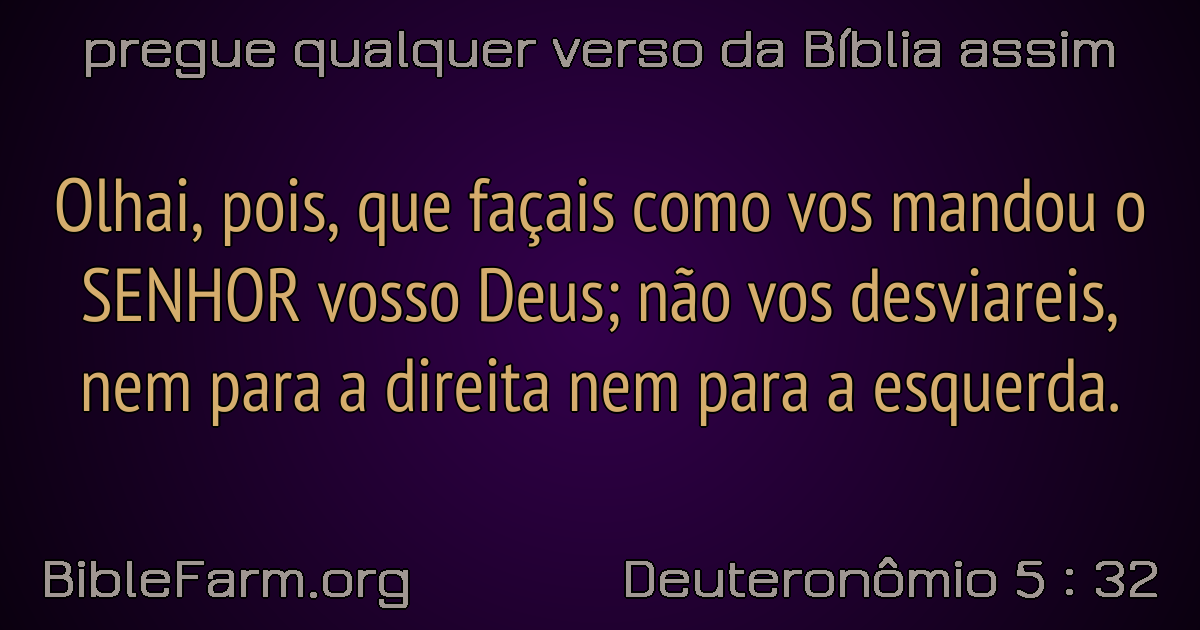 pregue qualquer verso da Bíblia assim
Olhai, pois, que façais como vos mandou o
SENHOR vosso Deus; não vos desviareis,
nem para a direita nem para a esquerda.
BibleFarm.org
Deuteronômio 5 : 32